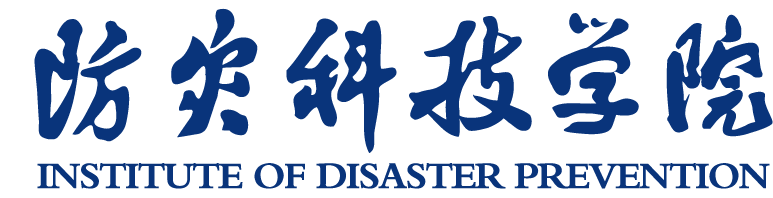 防灾科技学院
INSTITUTE OF DISASTER PREVENTION